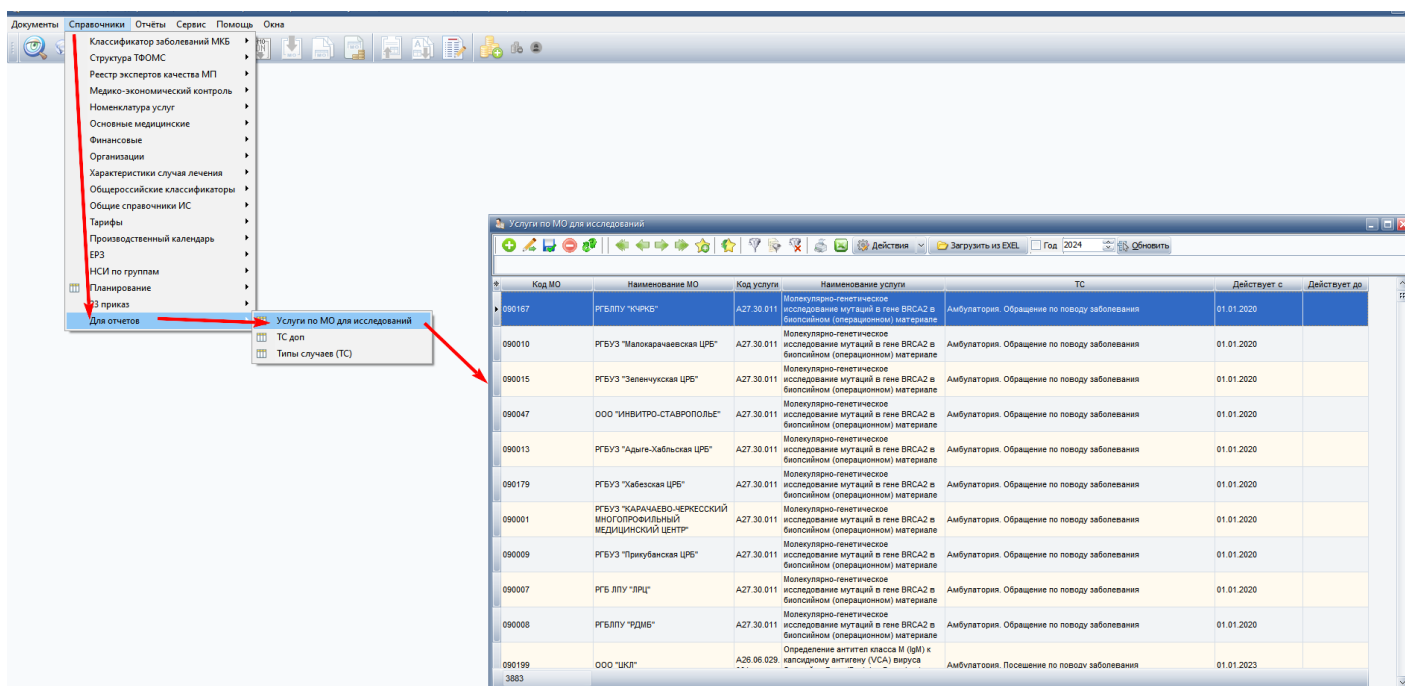 Документы Справочники Отчёты Сервис Помощь Окна
Классификатор заболеваний МКБ
Структура ТФОМС
Реестр экспертов качества МП
Медико-экономический контроль
Номенклатура услуг
Основные медицинские
Финансовые
Организации
Характеристики случая лечения
Общероссийские классификаторы
Общие справочники ИС
Тарифы
Производственный календарь
ЕРЗ
НСИ по группам
Планирование
приказ
Для отчетов
Услуги по МО для исследований
ТС доп
Типы случаев (ТС)
Услуги по МО для исследований
Действия Загрузить из EXEL Год 2024 Обновить
Код МО Наименование МО Код услуги Наименование услуги ТС Действует с Действует до
Молекулярно-генетическое
090167 РГБЛПУ "КЧРКБ" A27.30.011 исследование мутаций в гене BRCA2 в Амбулатория. Обращение по поводу заболевания 01.01.2020
биопсийном (операционном) материале
Молекулярно-генетическое
090010 РГБУЗ "Малокарачаевская ЦРБ" A27.30.011 исследование мутаций в гене BRCA2 в Амбулатория. Обращение по поводу заболевания 01.01.2020
биопсийном (операционном) материале
Молекулярно-генетическое
090015 РГБУЗ "Зеленчукская ЦРБ" A27.30.011 исследование мутаций в гене BRCA2 в Амбулатория. Обращение по поводу заболевания 01.01.2020
биопсийном (операционном) материале
Молекулярно-генетическое
090047 ООО "ИНВИТРО-СТАВРОПОЛЬЕ" A27.30.011 исследование мутаций в гене BRCA2 в Амбулатория. Обращение по поводу заболевания 01.01.2020
биопсийном (операционном) материале
Молекулярно-генетическое
090013 РГБУЗ "Адыге-Хабльская ЦРБ" A27.30.011 исследование мутаций в гене BRCA2 в Амбулатория. Обращение по поводу заболевания 01.01.2020
биопсийном (операционном) материале
Молекулярно-генетическое
090179 РГБУЗ "Хабезская ЦРБ" A27.30.011 исследование мутаций в гене BRCA2 в Амбулатория. Обращение по поводу заболевания 01.01.2020
биопсийном (операционном) материале
РГБУЗ "КАРАЧАЕВО-ЧЕРКЕССКИЙ Молекулярно-генетическое
090001 МНОГОПРОФИЛЬНЫЙ A27.30.011 исследование мутаций в гене BRCA2 в Амбулатория. Обращение по поводу заболевания 01.01.2020
МЕДИЦИНСКИЙ ЦЕНТР" биопсийном (операционном) материале
Молекулярно-генетическое
090009 РГБУЗ "Прикубанская ЦРБ" A27.30.011 исследование мутаций в гене BRCA2 в Амбулатория. Обращение по поводу заболевания 01.01.2020
биопсийном (операционном) материале
Молекулярно-генетическое
090007 РГБ ЛПУ "ЛРЦ" A27.30.011 исследование мутаций в гене BRCA2 в Амбулатория. Обращение по поводу заболевания 01.01.2020
биопсийном (операционном) материале
Молекулярно-генетическое
090008 РГБЛПУ "РДМБ" A27.30.011 исследование мутаций в гене BRCA2 в Амбулатория. Обращение по поводу заболевания 01.01.2020
биопсийном (операционном) материале
Определение антител класса M (IgM) к
090199 ООО "ЦКЛ" A26.06.029. капсидному антигену (VCA) вируса Амбулатория. Посещение по поводу заболевания 01.01.2023
3883